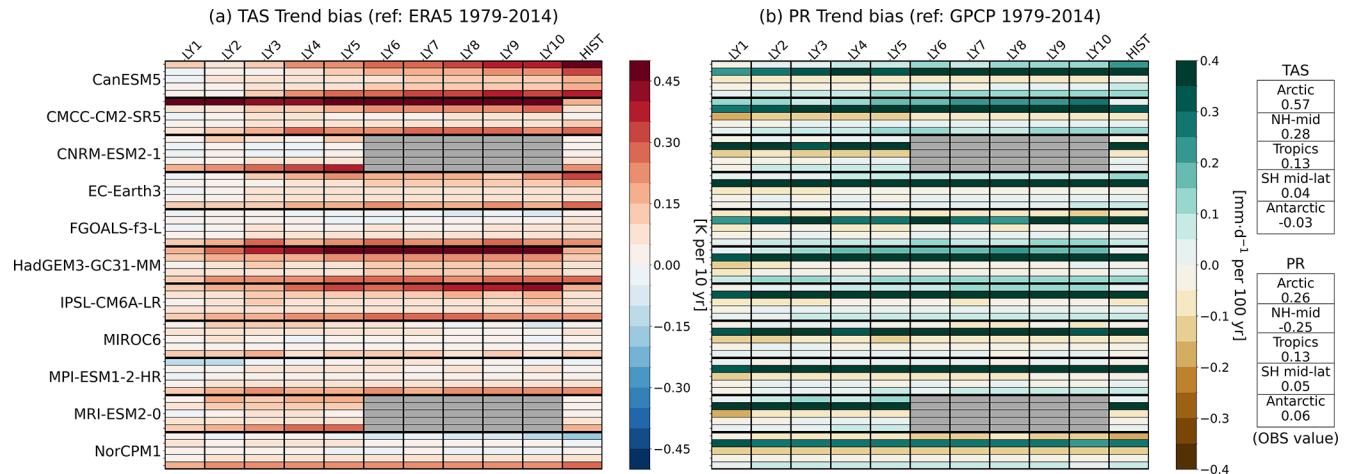 (a) TAS Trend bias (ref: ERA5 1979-2014)
(b) PR Trend bias (ref: GPCP 1979-2014)
LY1 LY2 LY3 LY4 LY5 LY6 LY7 LY8 LY9 LY10 HIST
LY1 LY2 LY3 LY4 LY5 LY6 LY7 LY8 LY9 LY10 HIST
CanESM5
CMCC-CM2-SR5
CNRM-ESM2-1
EC-Earth3
FGOALS-f3-L
HadGEM3-GC31-MM
IPSL-CM6A-LR
MIROC6
MPI-ESM1-2-HR
MRI-ESM2-0
NorCPM1
0.45
0.30
0.15
0.00
−0.15
−0.30
−0.45
[K per 10 yr]
0.4
0.3
0.2
0.1
0.0
−0.1
−0.2
−0.3
−0.4
[mm·d⁻¹ per 100 yr]
TAS
Arctic
0.57
NH-mid
0.28
Tropics
0.13
SH mid-lat
0.04
Antarctic
-0.03
PR
Arctic
0.26
NH-mid
-0.25
Tropics
0.13
SH mid-lat
0.05
Antarctic
0.06
(OBS value)